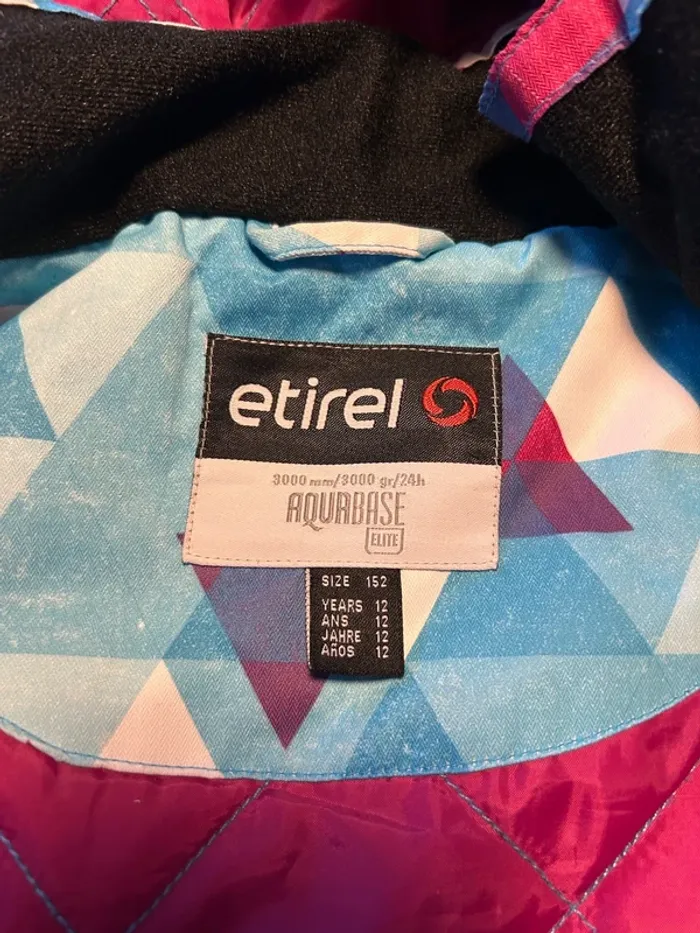 etirel
3000 mm/3000 gr/24h
AQUABASE
ELITE
SIZE 152
YEARS 12
ANS 12
JAHRE 12
AÑOS 12